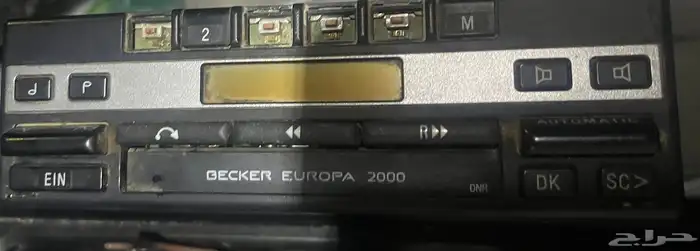 2
M
P
AUTOMATIC
R
EIN
BECKER EUROPA 2000
DNR
DK
SC>
حراج